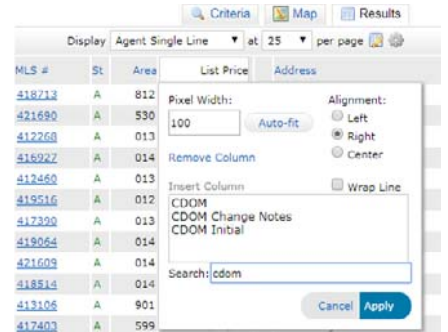 Criteria Map Results
Display Agent Single Line ▼ at 25 ▼ per page
MLS # St Area List Price Address
418713 A 812
421690 A 530
412268 A 013
416927 A 014
412460 A 013
419516 A 012
417390 A 013
419064 A 014
421609 A 014
418514 A 014
413106 A 901
417403 A 599
Pixel Width: Alignment:
100 Auto-fit Left
Right
Remove Column Center
Insert Column Wrap Line
CDOM
CDOM Change Notes
CDOM Initial
Search: cdom
Cancel Apply